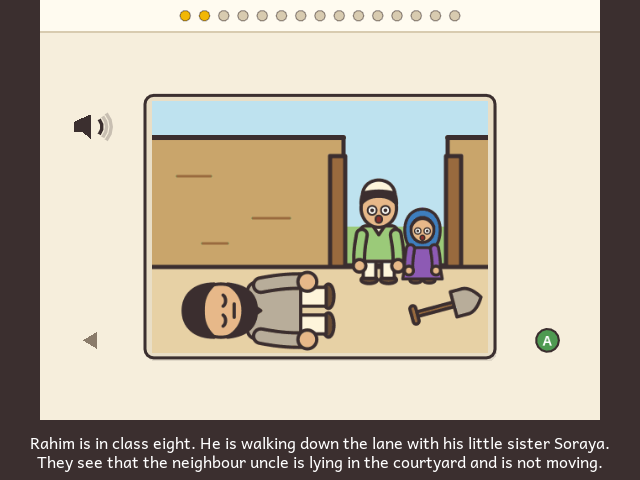 A
Rahim is in class eight. He is walking down the lane with his little sister Soraya.
They see that the neighbour uncle is lying in the courtyard and is not moving.